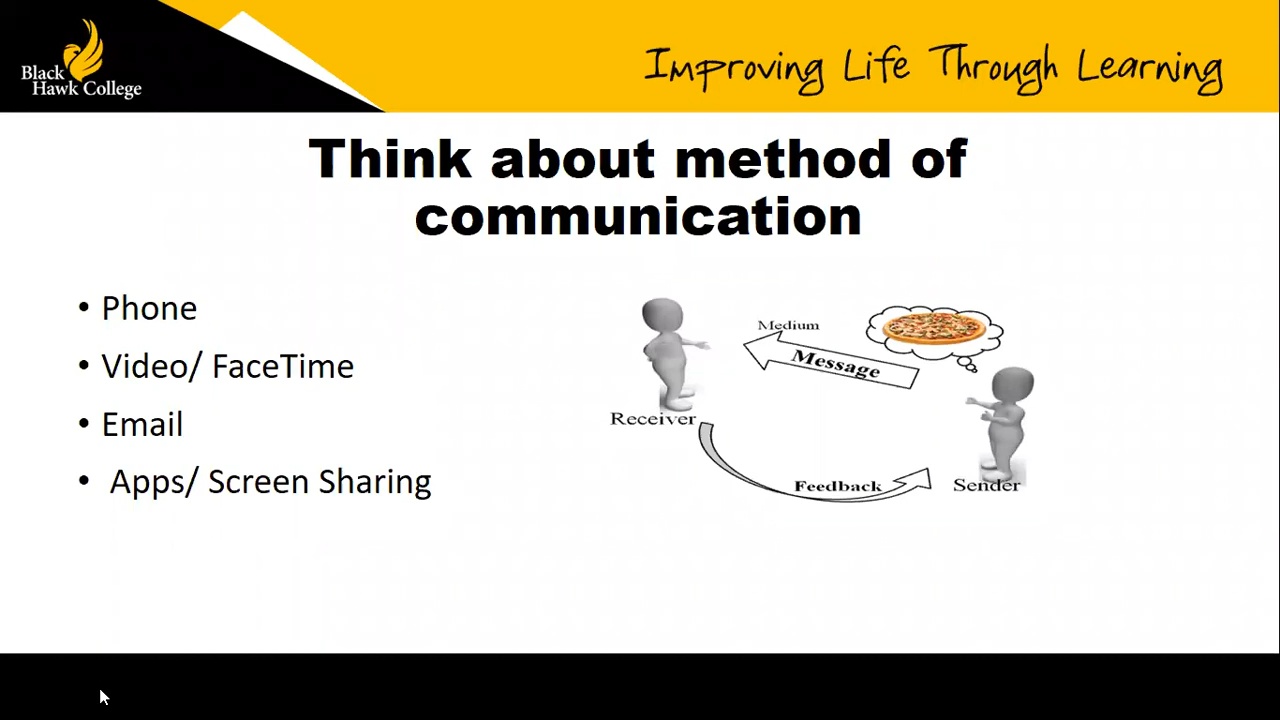 Black
Hawk College
Improving Life Through Learning
Think about method of
communication
• Phone
• Video/ FaceTime
• Email
• Apps/ Screen Sharing
Medium
Message
Receiver
Feedback
Sender